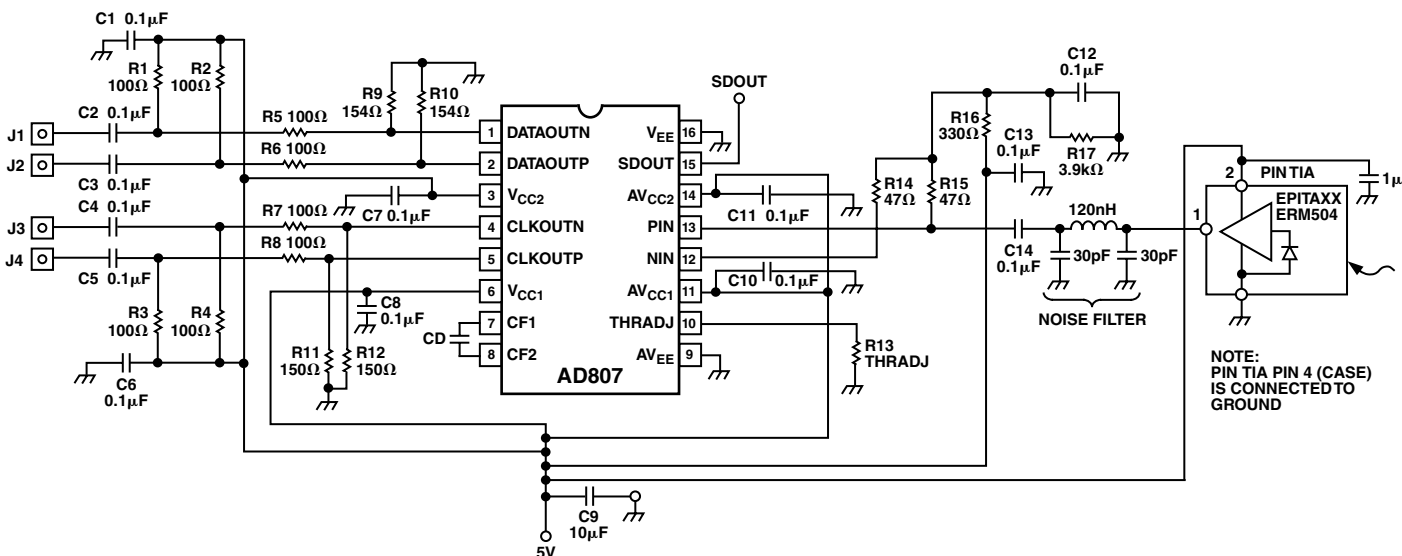 C1 0.1µF
R1
100Ω
R2
100Ω
C2 0.1µF
J1
R5 100Ω
R9
154Ω
R10
154Ω
J2
R6 100Ω
C3
0.1µF
C4
0.1µF
C7 0.1µF
J3
R7 100Ω
J4
R8 100Ω
C5
0.1µF
R3
100Ω
R4
100Ω
C8
0.1µF
CD
C6
0.1µF
R11
150Ω
R12
150Ω
1 DATAOUTN
2 DATAOUTP
3 VCC2
4 CLKOUTN
5 CLKOUTP
6 VCC1
7 CF1
8 CF2
VEE 16
SDOUT 15
AVCC2 14
PIN 13
NIN 12
AVCC1 11
THRADJ 10
AVEE 9
AD807
SDOUT
C11 0.1µF
C10 0.1µF
R13
THRADJ
R14
47Ω
R15
47Ω
R16
330Ω
C13
0.1µF
C12
0.1µF
R17
3.9kΩ
C14
0.1µF
120nH
30pF
30pF
NOISE FILTER
2 PIN TIA
1µ
1
EPITAXX
ERM504
NOTE:
PIN TIA PIN 4 (CASE)
IS CONNECTED TO
GROUND
C9
10µF
5V